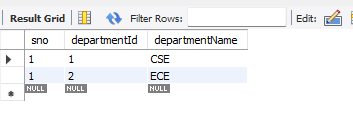 Result Grid Filter Rows: Edit:
sno departmentId departmentName
1 1 CSE
1 2 ECE
NULL NULL NULL